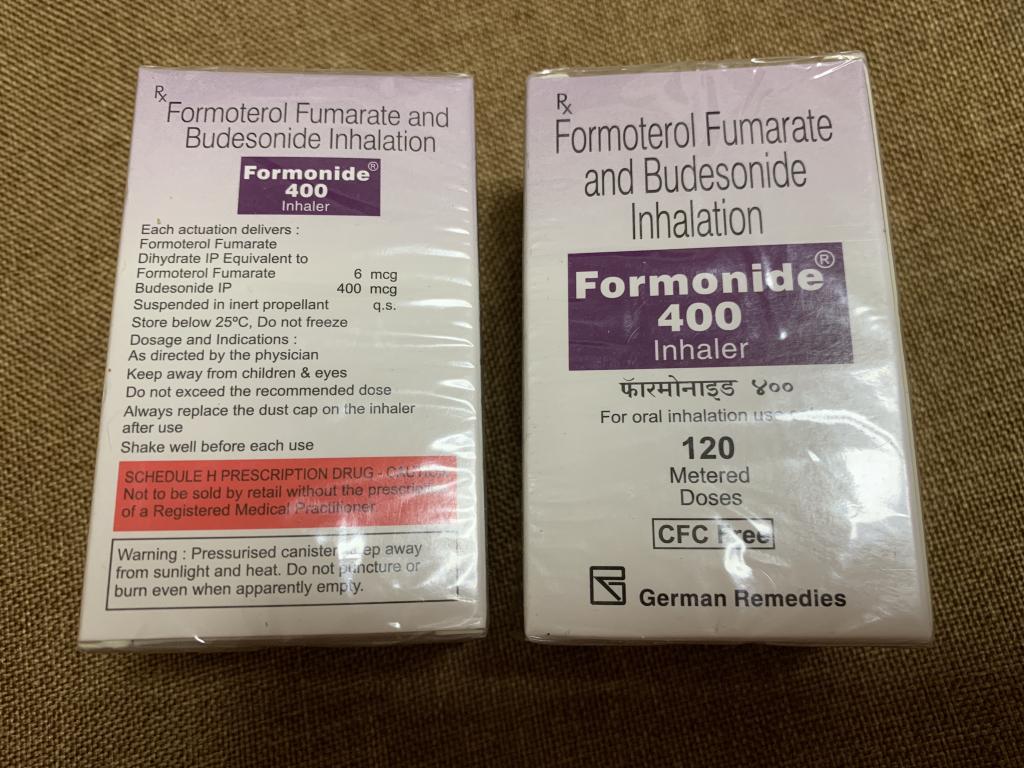 Rx
Formoterol Fumarate and
Budesonide Inhalation
Formonide®
400
Inhaler
Each actuation delivers :
Formoterol Fumarate
Dihydrate IP Equivalent to
Formoterol Fumarate 6 mcg
Budesonide IP 400 mcg
Suspended in inert propellant q.s.
Store below 25ºC, Do not freeze
Dosage and Indications :
As directed by the physician
Keep away from children & eyes
Do not exceed the recommended dose
Always replace the dust cap on the inhaler
after use
Shake well before each use
SCHEDULE H PRESCRIPTION DRUG - CAUTION
Not to be sold by retail without the
of a Registered Medical Practitioner.
Warning : Pressurised canister away
from sunlight and heat. Do not puncture or
burn even when apparently empty.
Rx
Formoterol Fumarate
and Budesonide
Inhalation
Formonide®
400
Inhaler
फॅारमोनाइड ४००
For oral inhalation use
120
Metered
Doses
CFC Free
German Remedies